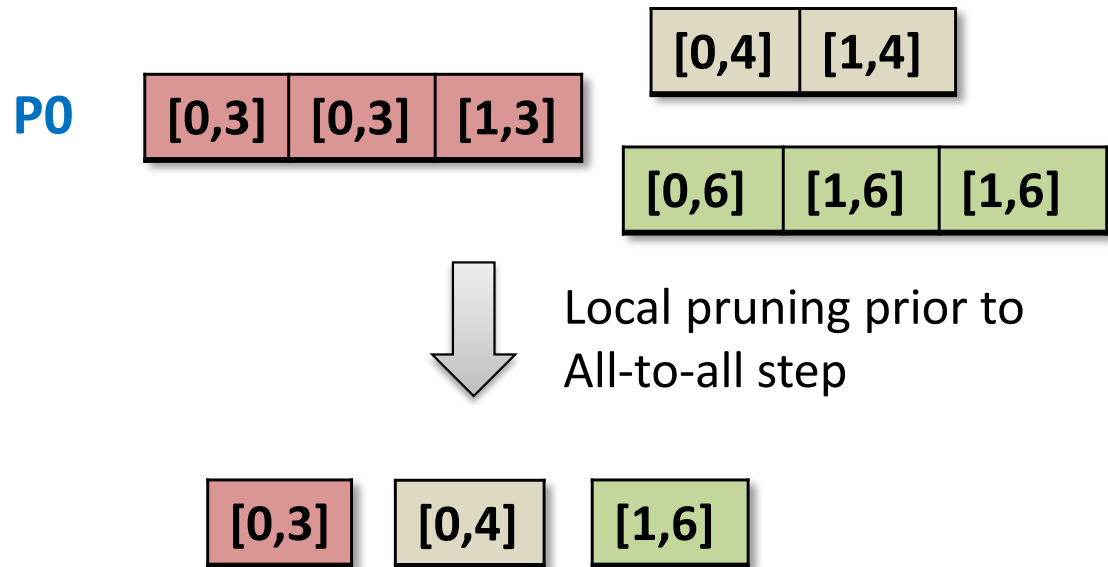 [0,4] [1,4]
P0 [0,3] [0,3] [1,3]
[0,6] [1,6] [1,6]
Local pruning prior to
All-to-all step
[0,3] [0,4] [1,6]